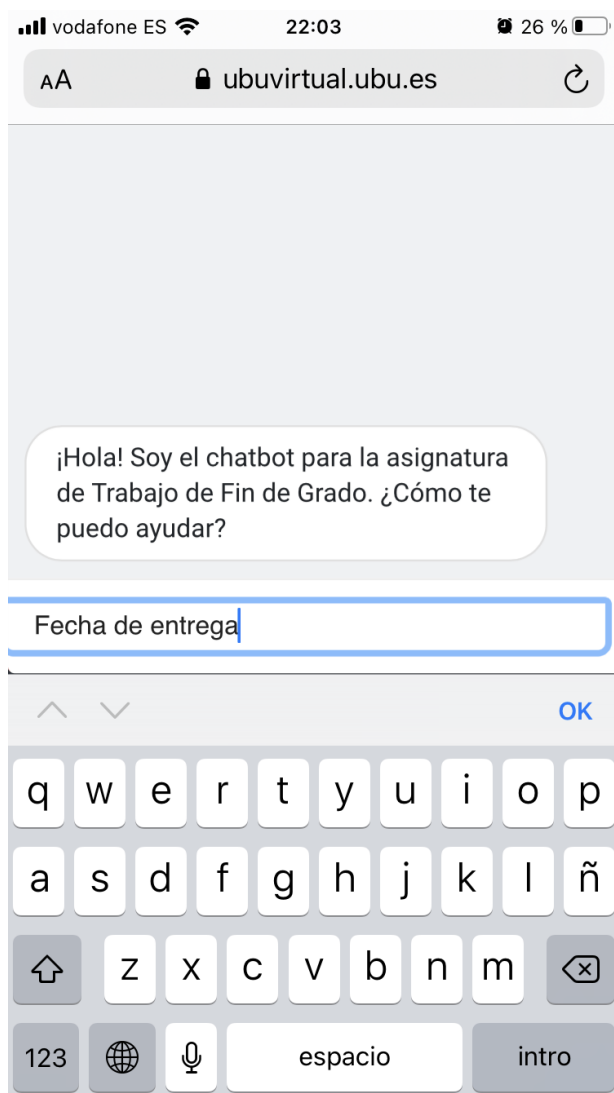 vodafone ES 22:03 26 %
AA ubuvirtual.ubu.es
¡Hola! Soy el chatbot para la asignatura
de Trabajo de Fin de Grado. ¿Cómo te
puedo ayudar?
Fecha de entrega
OK
q w e r t y u i o p
a s d f g h j k l ñ
z x c v b n m
123 espacio intro